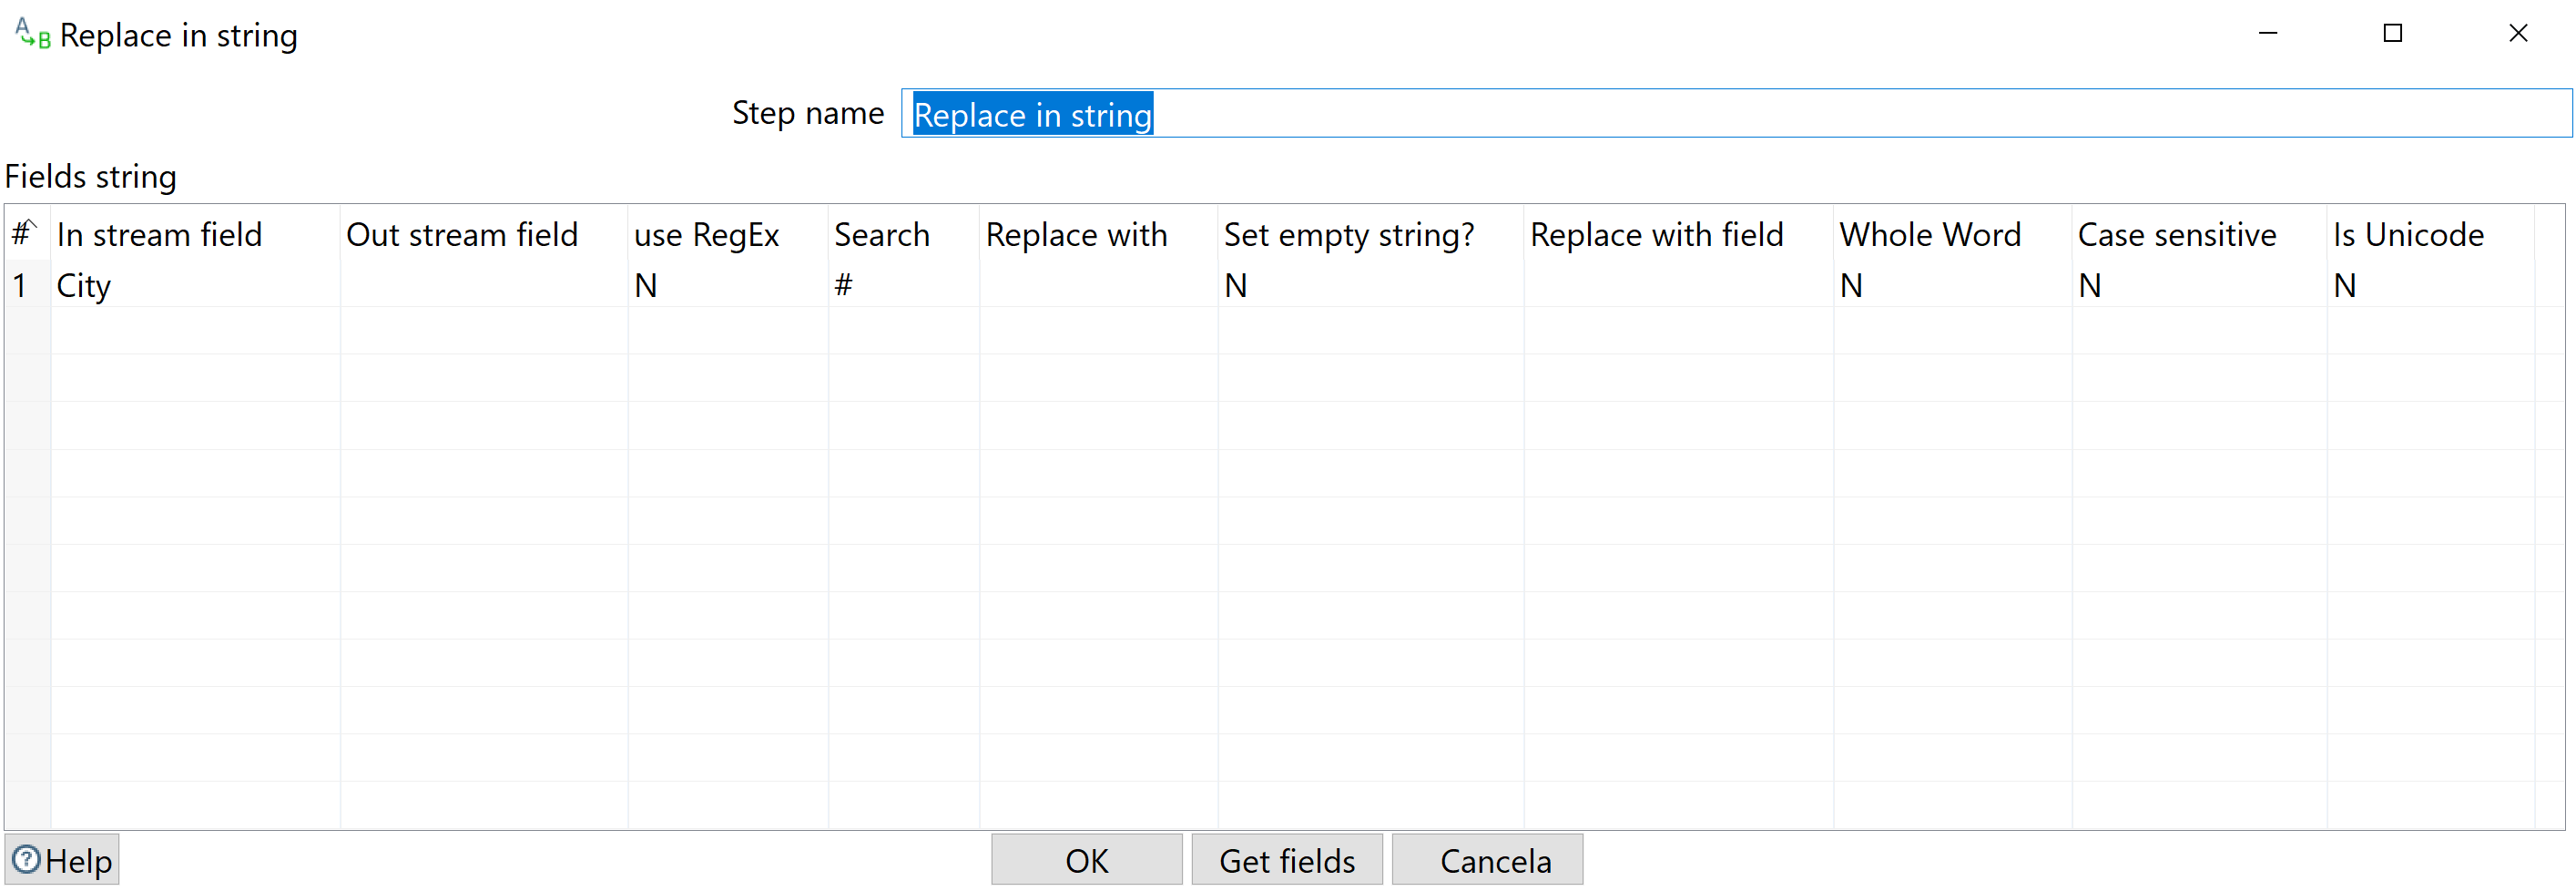 Replace in string
Step name Replace in string
Fields string
# In stream field Out stream field use RegEx Search Replace with Set empty string? Replace with field Whole Word Case sensitive Is Unicode
1 City N # N N N N
Help OK Get fields Cancela